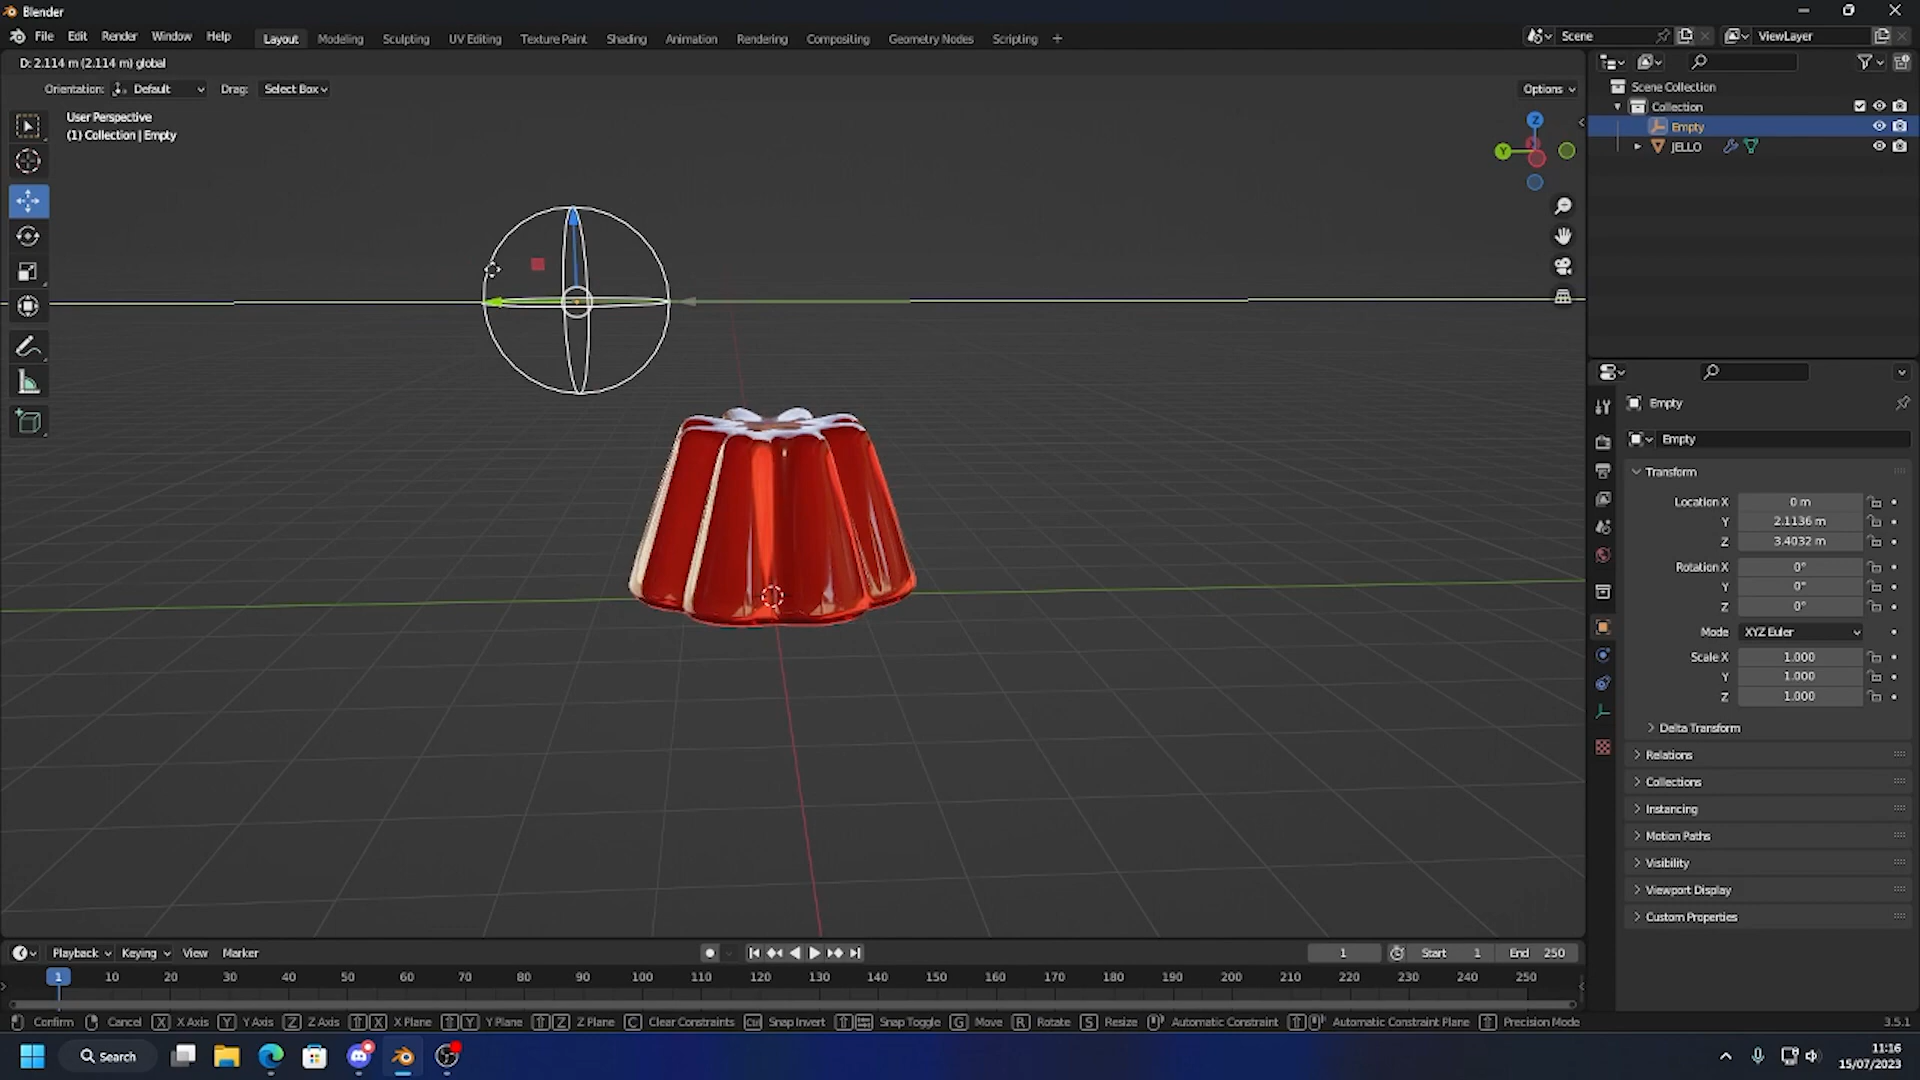 Blender
File Edit Render Window Help Layout Modeling Sculpting UV Editing Texture Paint Shading Animation Rendering Compositing Geometry Nodes Scripting + Scene ViewLayer
D: 2.114 m (2.114 m) global
Orientation: Default Drag: Select Box Options
User Perspective
(1) Collection | Empty
Z
Y
Scene Collection
Collection
Empty
JELLO
Empty
Empty
Transform
Location X 0 m
Y 2.1136 m
Z 3.4032 m
Rotation X 0°
Y 0°
Z 0°
Mode XYZ Euler
Scale X 1.000
Y 1.000
Z 1.000
Delta Transform
Relations
Collections
Instancing
Motion Paths
Visibility
Viewport Display
Custom Properties
Playback Keying View Marker 1 Start 1 End 250
1 10 20 30 40 50 60 70 80 90 100 110 120 130 140 150 160 170 180 190 200 210 220 230 240 250
Confirm Cancel X X Axis Y Y Axis Z Z Axis X X Plane Y Y Plane Z Z Plane C Clear Constraints Ctrl Snap Invert Snap Toggle G Move R Rotate S Resize Automatic Constraint Automatic Constraint Plane Precision Mode 3.5.1
Search
11:16
15/07/2023